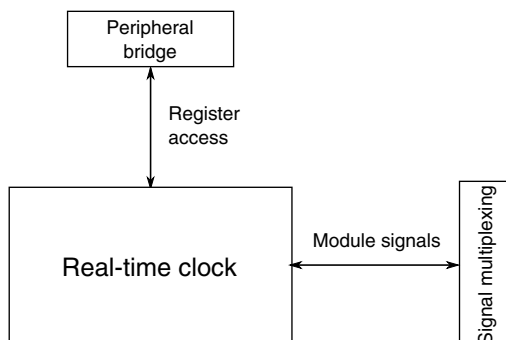 Peripheral
bridge
Register
access
Real-time clock
Module signals
Signal multiplexing